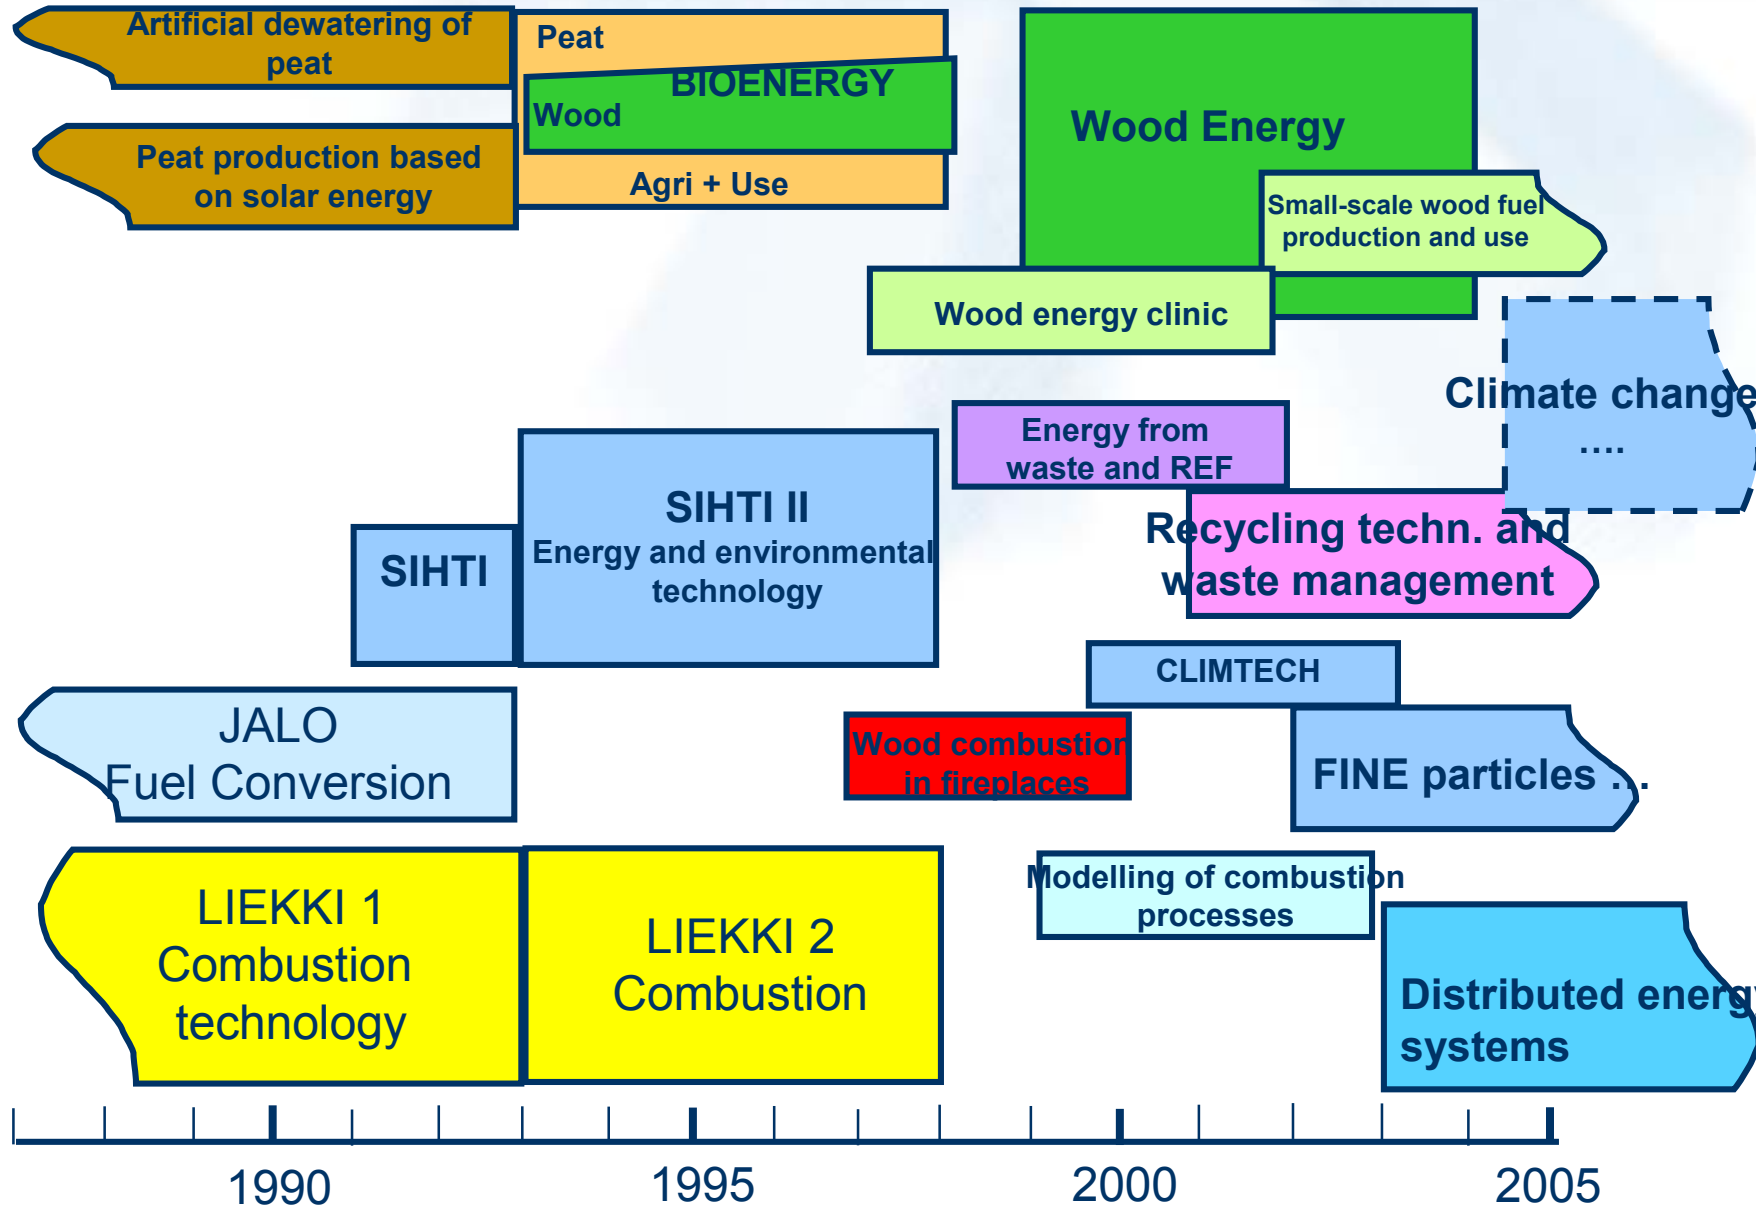 Artificial dewatering of
peat
Peat
BIOENERGY
Wood
Agri + Use
Peat production based
on solar energy
Wood Energy
Small-scale wood fuel
production and use
Wood energy clinic
Climate change
....
Energy from
waste and REF
SIHTI
SIHTI II
Energy and environmental
technology
Recycling techn. and
waste management
CLIMTECH
JALO
Fuel Conversion
Wood combustion
in fireplaces
FINE particles ...
LIEKKI 1
Combustion
technology
LIEKKI 2
Combustion
Modelling of combustion
processes
Distributed energy
systems
1990
1995
2000
2005